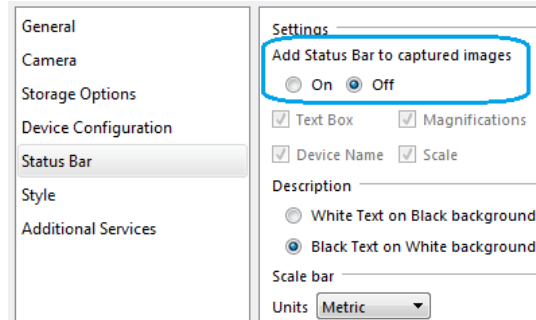 General
Camera
Storage Options
Device Configuration
Status Bar
Style
Additional Services
Settings
Add Status Bar to captured images
On Off
Text Box Magnifications
Device Name Scale
Description
White Text on Black background
Black Text on White background
Scale bar
Units Metric